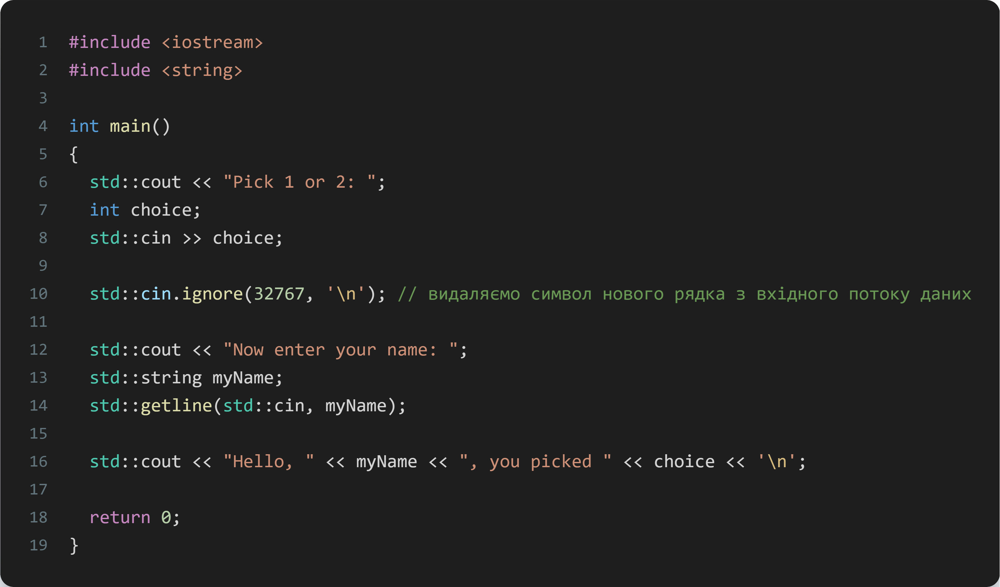 1 #include <iostream>
2 #include <string>
3
4 int main()
5 {
6   std::cout << "Pick 1 or 2: ";
7   int choice;
8   std::cin >> choice;
9
10   std::cin.ignore(32767, '\n'); // видаляємо символ нового рядка з вхідного потоку даних
11
12   std::cout << "Now enter your name: ";
13   std::string myName;
14   std::getline(std::cin, myName);
15
16   std::cout << "Hello, " << myName << ", you picked " << choice << '\n';
17
18   return 0;
19 }